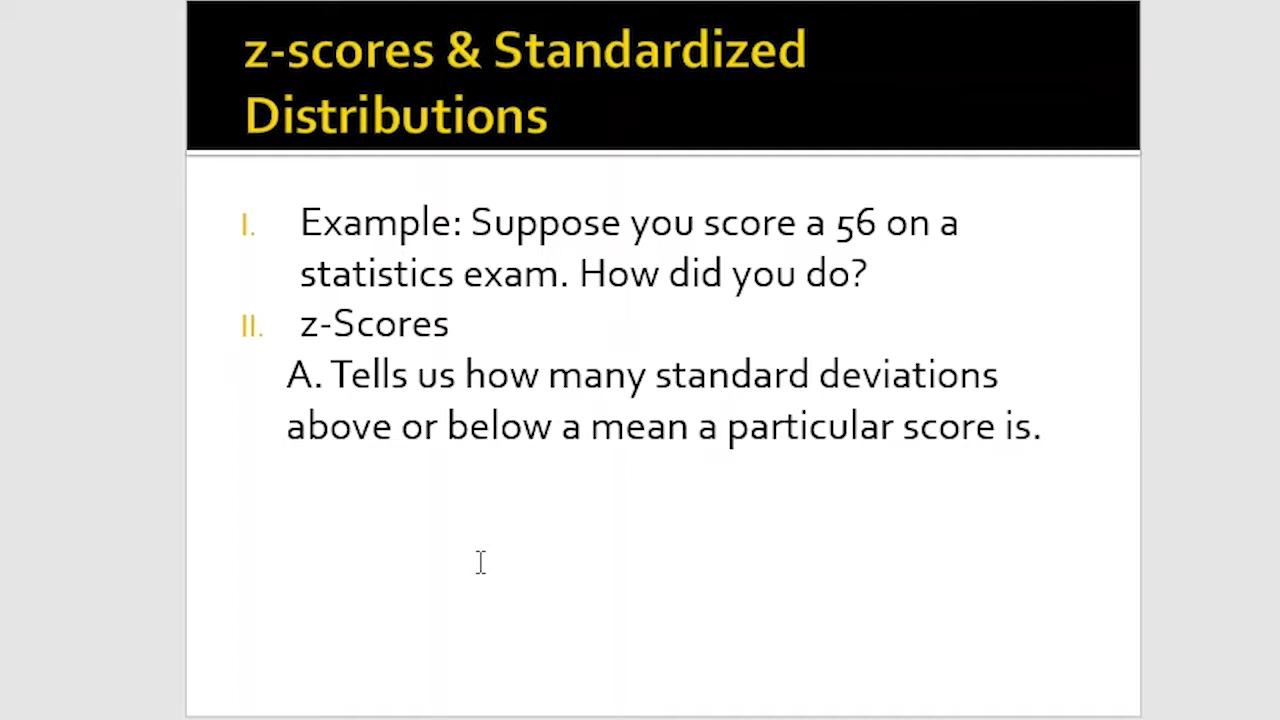 z-scores & Standardized
Distributions
I. Example: Suppose you score a 56 on a
statistics exam. How did you do?
II. z-Scores
A. Tells us how many standard deviations
above or below a mean a particular score is.